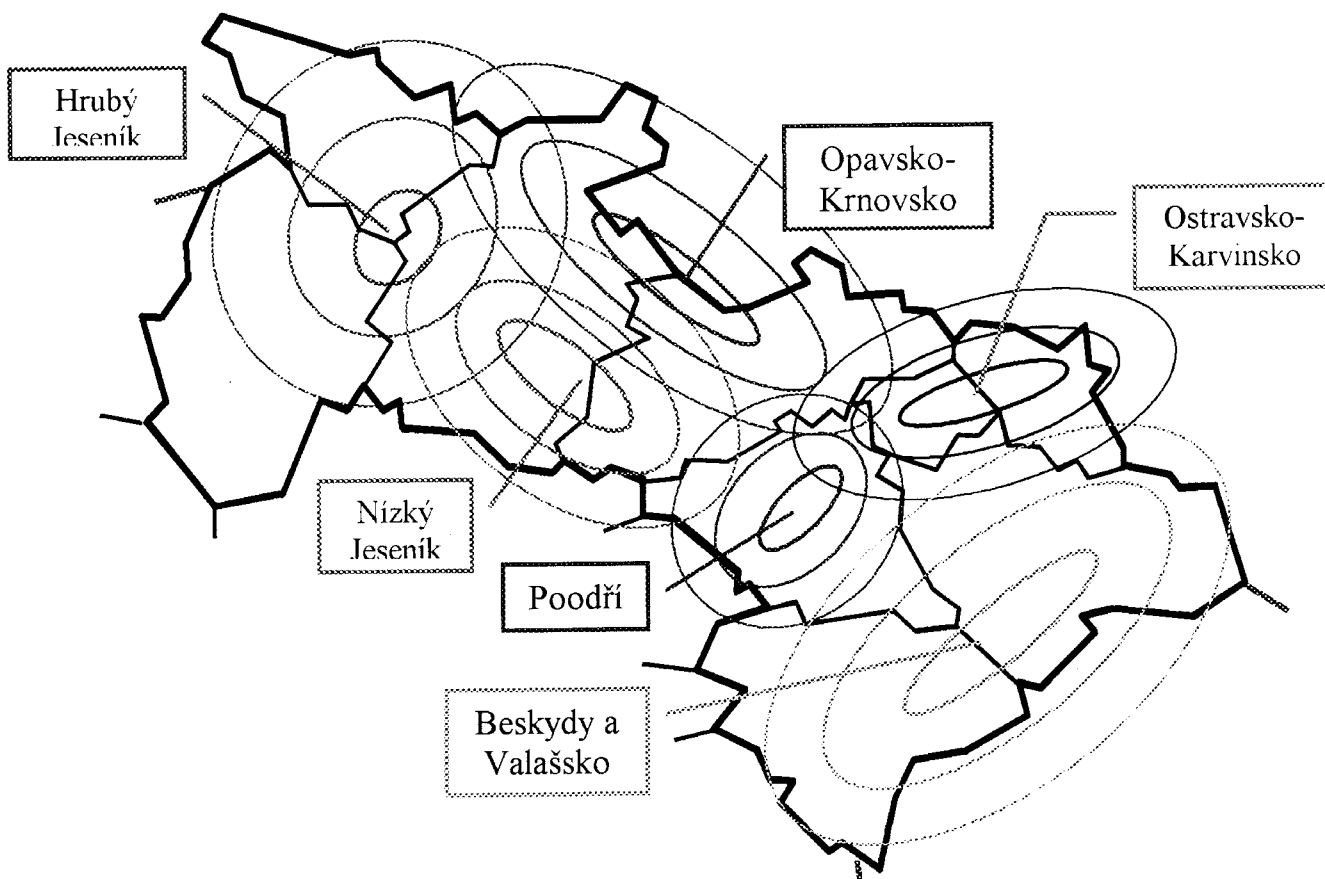 Hrubý
Jeseník
Opavsko-
Krnovsko
Ostravsko-
Karvinsko
Nízký
Jeseník
Poodří
Beskydy a
Valašsko